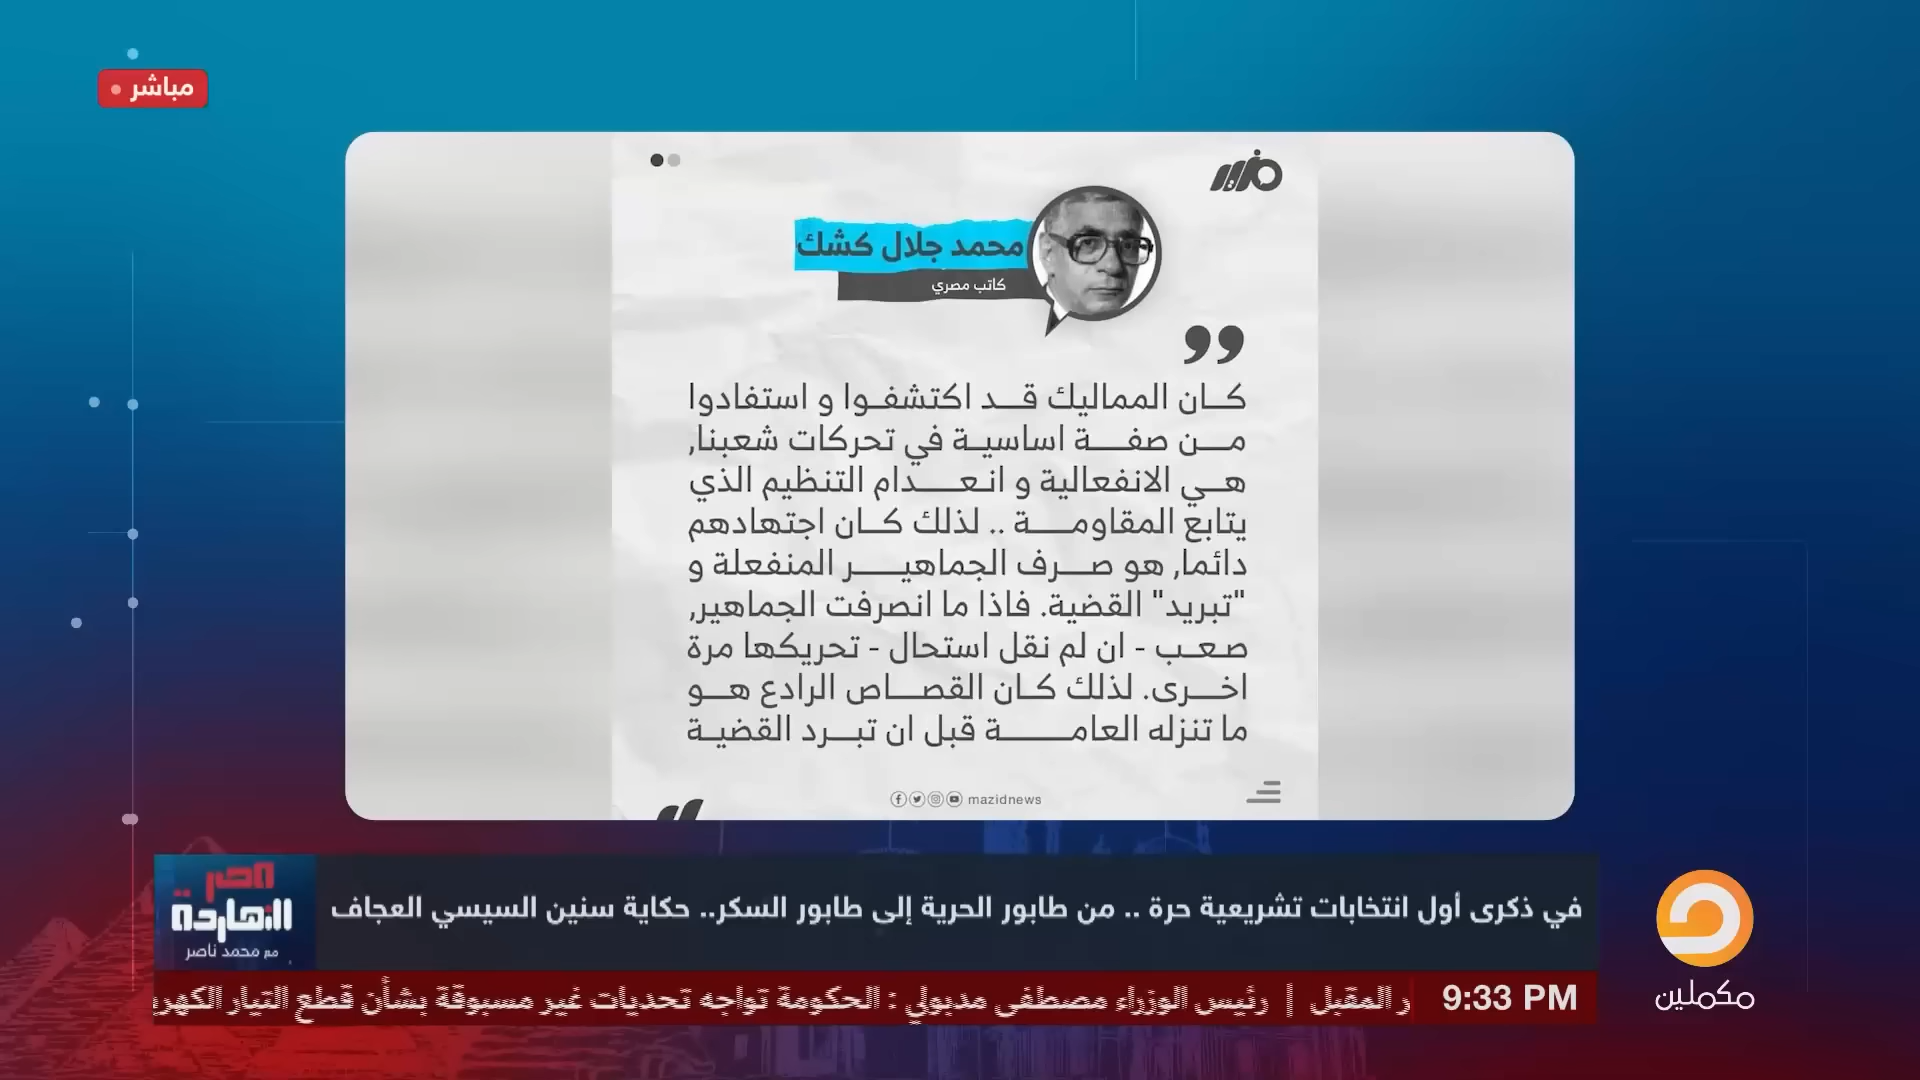 مباشر
مزيد
محمد جلال كشك
كاتب مصري
كان المماليك قد اكتشفوا و استفادوا
من صفة اساسية في تحركات شعبنا,
هي الانفعالية و انعدام التنظيم الذي
يتابع المقاومة .. لذلك كان اجتهادهم
دائما, هو صرف الجماهير المنفعلة و
"تبريد" القضية. فاذا ما انصرفت الجماهير,
صعب - ان لم نقل استحال - تحريكها مرة
اخرى. لذلك كان القصاص الرادع هو
ما تنزله العامة قبل ان تبرد القضية
mazidnews
مصر
النهاردة
مع محمد ناصر
في ذكرى أول انتخابات تشريعية حرة .. من طابور الحرية إلى طابور السكر.. حكاية سنين السيسي العجاف
9:33 PM
ر المقبل | رئيس الوزراء مصطفى مدبولي : الحكومة تواجه تحديات غير مسبوقة بشأن قطع التيار الكهر
مكملين